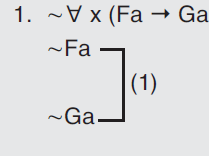 1. ~∀ x (Fa → Ga
~Fa
(1)
~Ga